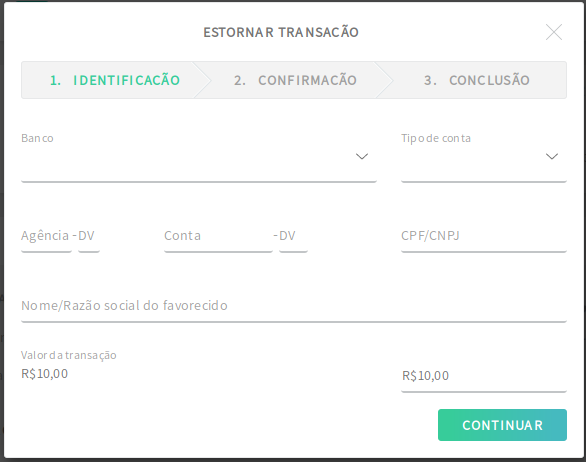 ESTORNAR TRANSAÇÃO
1. IDENTIFICAÇÃO 2. CONFIRMAÇÃO 3. CONCLUSÃO
Banco Tipo de conta
Agência -DV Conta -DV CPF/CNPJ
Nome/Razão social do favorecido
Valor da transação
R$10,00 R$10,00
CONTINUAR